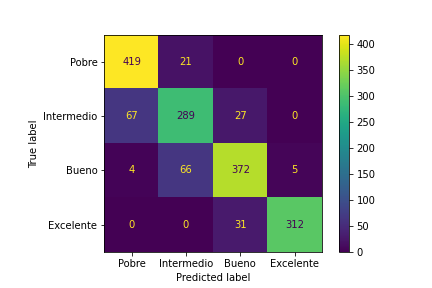 Pobre 419 21 0 0
Intermedio 67 289 27 0
Bueno 4 66 372 5
Excelente 0 0 31 312
Pobre Intermedio Bueno Excelente
Predicted label
True label
400
350
300
250
200
150
100
50
0